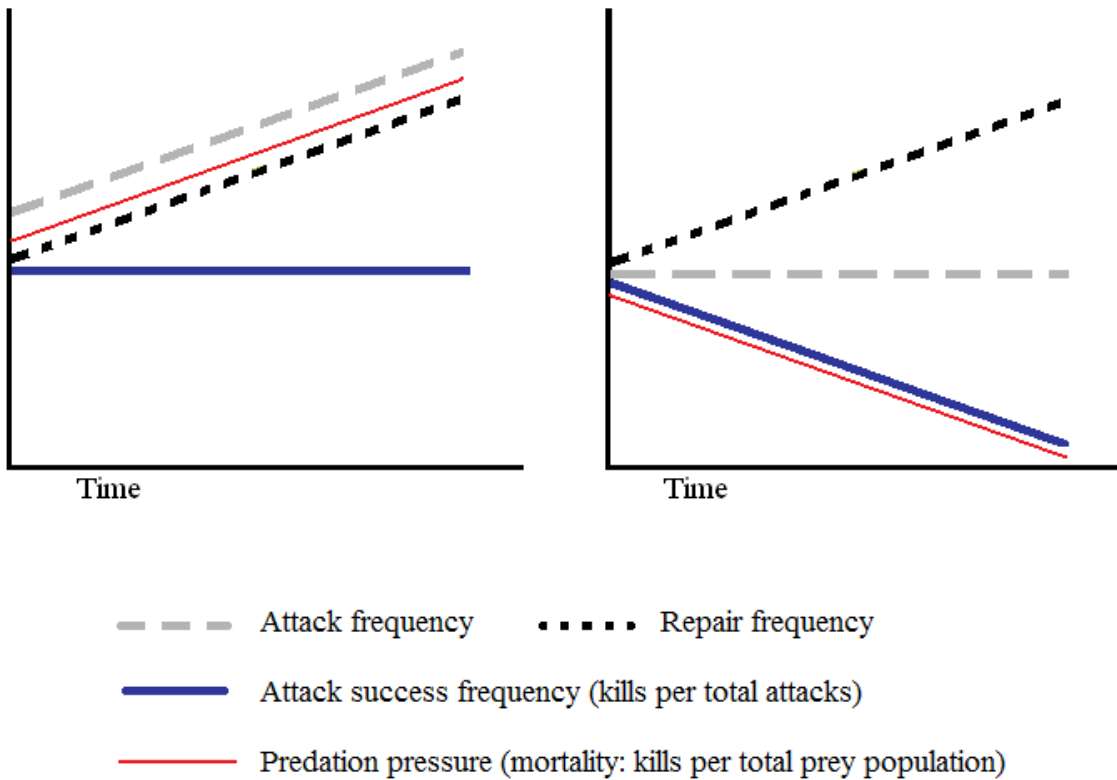 Time
Time
Attack frequency
Repair frequency
Attack success frequency (kills per total attacks)
Predation pressure (mortality: kills per total prey population)